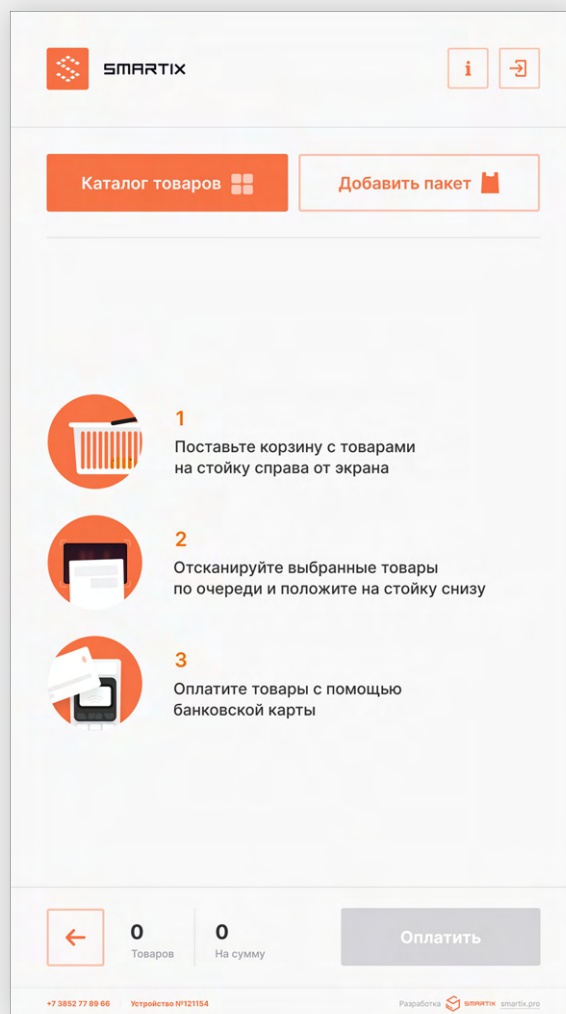 SMARTIX
i
Каталог товаров
Добавить пакет
1
Поставьте корзину с товарами
на стойку справа от экрана
2
Отсканируйте выбранные товары
по очереди и положите на стойку снизу
3
Оплатите товары с помощью
банковской карты
0 0
Товаров На сумму
Оплатить
+7 3852 77 89 66 Устройство №121154 Разработка SMARTIX smartix.pro